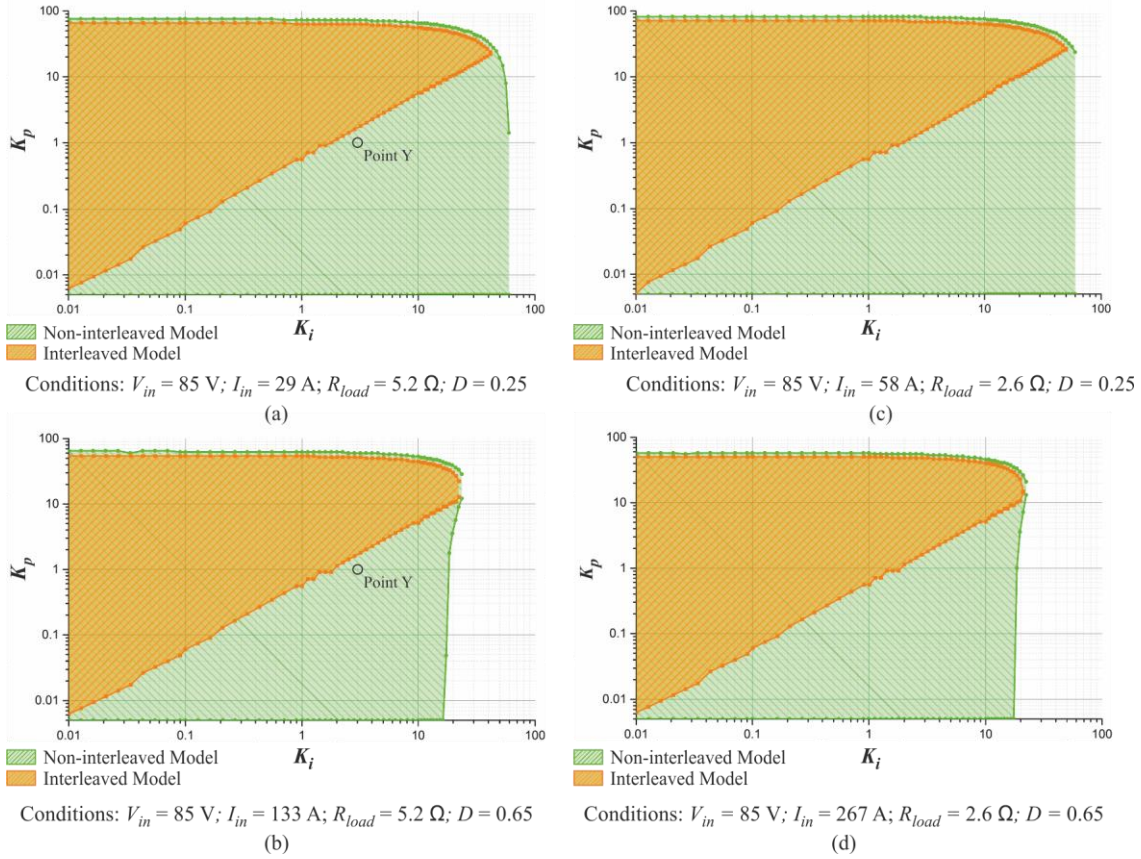 100
10
1
0.1
0.01
K_p
Point Y
0.01 0.1 1 10 100
K_i
Non-interleaved Model
Interleaved Model
Conditions: V_in = 85 V; I_in = 29 A; R_load = 5.2 Ω; D = 0.25
(a)
100
10
1
0.1
0.01
K_p
0.01 0.1 1 10 100
K_i
Non-interleaved Model
Interleaved Model
Conditions: V_in = 85 V; I_in = 58 A; R_load = 2.6 Ω; D = 0.25
(c)
100
10
1
0.1
0.01
K_p
Point Y
0.01 0.1 1 10 100
K_i
Non-interleaved Model
Interleaved Model
Conditions: V_in = 85 V; I_in = 133 A; R_load = 5.2 Ω; D = 0.65
(b)
100
10
1
0.1
0.01
K_p
0.01 0.1 1 10 100
K_i
Non-interleaved Model
Interleaved Model
Conditions: V_in = 85 V; I_in = 267 A; R_load = 2.6 Ω; D = 0.65
(d)